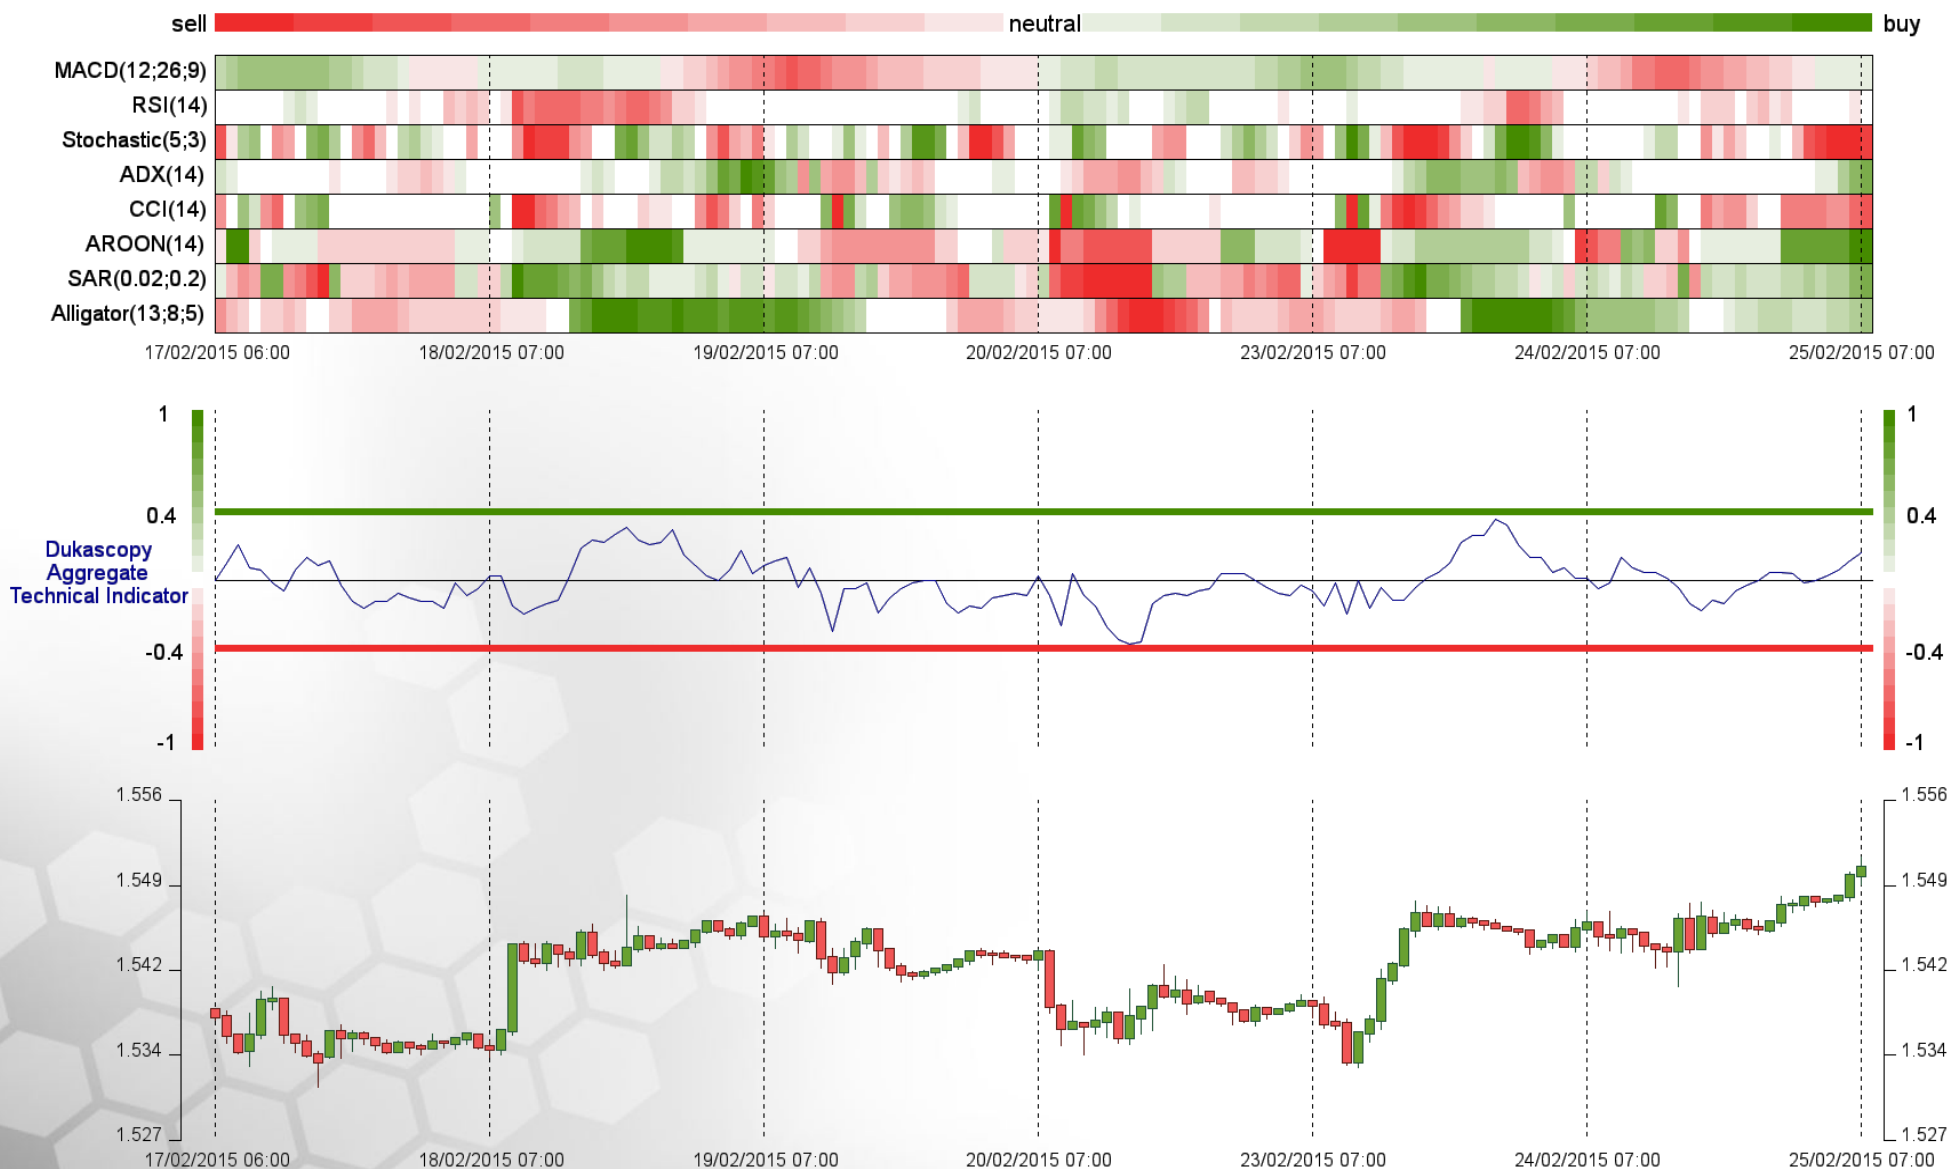 sell neutral buy
MACD(12;26;9)
RSI(14)
Stochastic(5;3)
ADX(14)
CCI(14)
AROON(14)
SAR(0.02;0.2)
Alligator(13;8;5)
17/02/2015 06:00 18/02/2015 07:00 19/02/2015 07:00 20/02/2015 07:00 23/02/2015 07:00 24/02/2015 07:00 25/02/2015 07:00
1 1
0.4 0.4
Dukascopy
Aggregate
Technical Indicator
-0.4 -0.4
-1 -1
1.556 1.556
1.549 1.549
1.542 1.542
1.534 1.534
1.527 1.527
17/02/2015 06:00 18/02/2015 07:00 19/02/2015 07:00 20/02/2015 07:00 23/02/2015 07:00 24/02/2015 07:00 25/02/2015 07:00